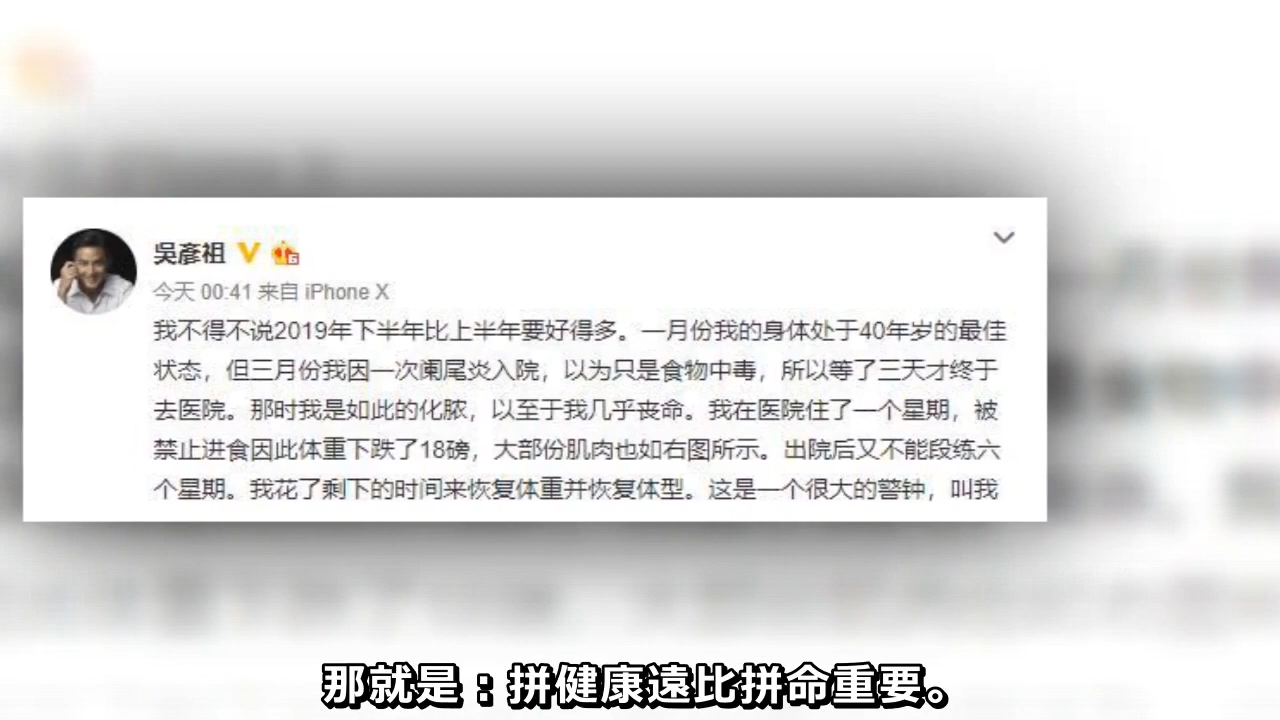 吳彥祖
今天 00:41 来自 iPhone X
我不得不说2019年下半年比上半年要好得多。一月份我的身体处于40年岁的最佳
状态，但三月份我因一次阑尾炎入院，以为只是食物中毒，所以等了三天才终于
去医院。那时我是如此的化脓，以至于我几乎丧命。我在医院住了一个星期，被
禁止进食因此体重下跌了18磅，大部份肌肉也如右图所示。出院后又不能段练六
个星期。我花了剩下的时间来恢复体重并恢复体型。这是一个很大的警钟，叫我
那就是：拼健康遠比拼命重要。